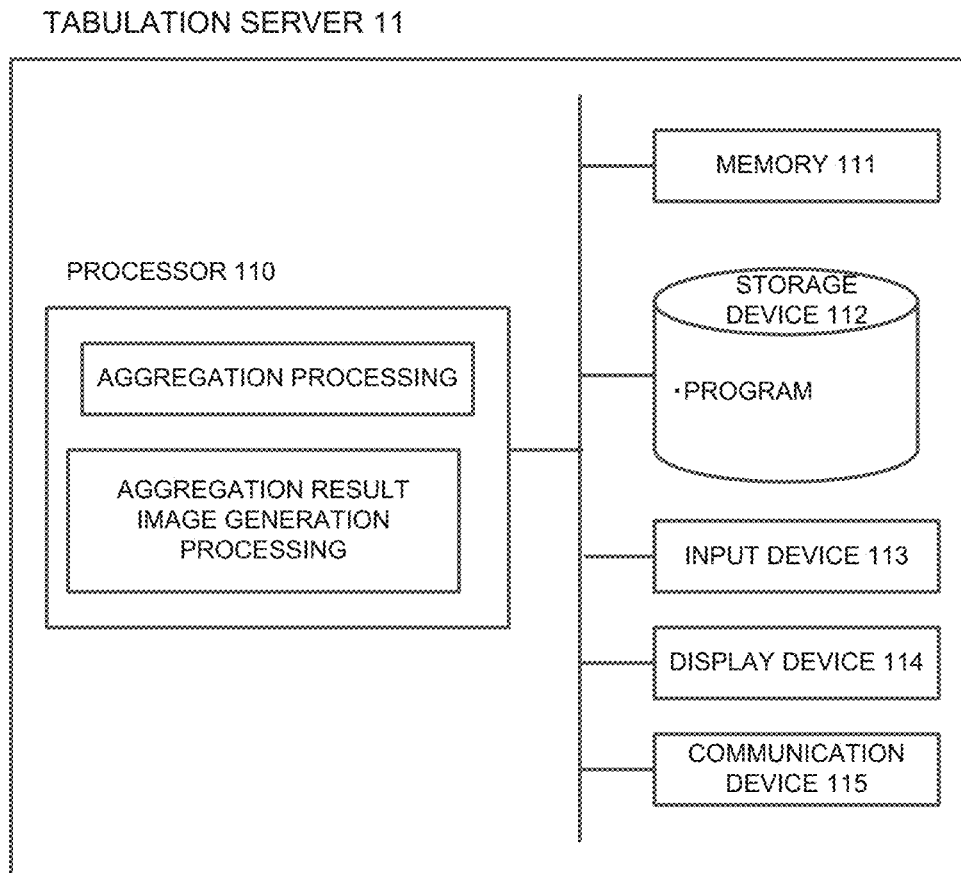 TABULATION SERVER 11
MEMORY 111
PROCESSOR 110
STORAGE
DEVICE 112
AGGREGATION PROCESSING
・PROGRAM
AGGREGATION RESULT
IMAGE GENERATION
PROCESSING
INPUT DEVICE 113
DISPLAY DEVICE 114
COMMUNICATION
DEVICE 115